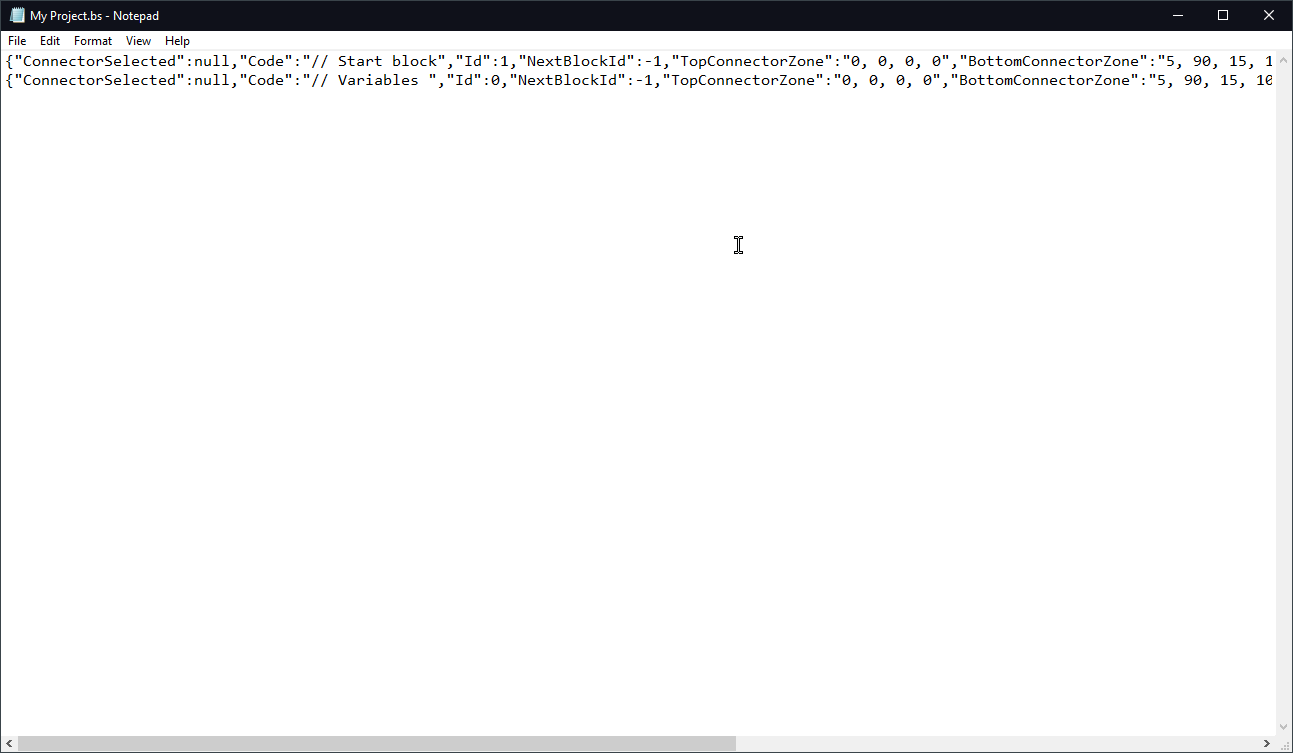 My Project.bs - Notepad
File Edit Format View Help
{"ConnectorSelected":null,"Code":"// Start block","Id":1,"NextBlockId":-1,"TopConnectorZone":"0, 0, 0, 0","BottomConnectorZone":"5, 90, 15, 1
{"ConnectorSelected":null,"Code":"// Variables ","Id":0,"NextBlockId":-1,"TopConnectorZone":"0, 0, 0, 0","BottomConnectorZone":"5, 90, 15, 10